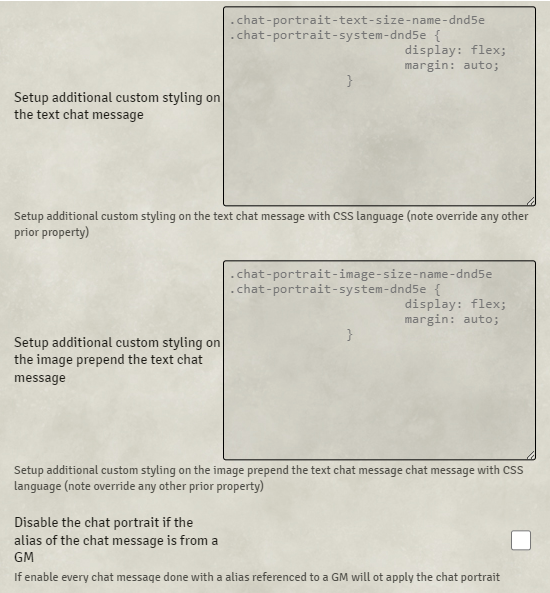 .chat-portrait-text-size-name-dnd5e
.chat-portrait-system-dnd5e {
display: flex;
margin: auto;
}
Setup additional custom styling on
the text chat message
Setup additional custom styling on the text chat message with CSS language (note override any other
prior property)
.chat-portrait-image-size-name-dnd5e
.chat-portrait-system-dnd5e {
display: flex;
margin: auto;
}
Setup additional custom styling on
the image prepend the text chat
message
Setup additional custom styling on the image prepend the text chat message chat message with CSS
language (note override any other prior property)
Disable the chat portrait if the
alias of the chat message is from a
GM
If enable every chat message done with a alias referenced to a GM will ot apply the chat portrait